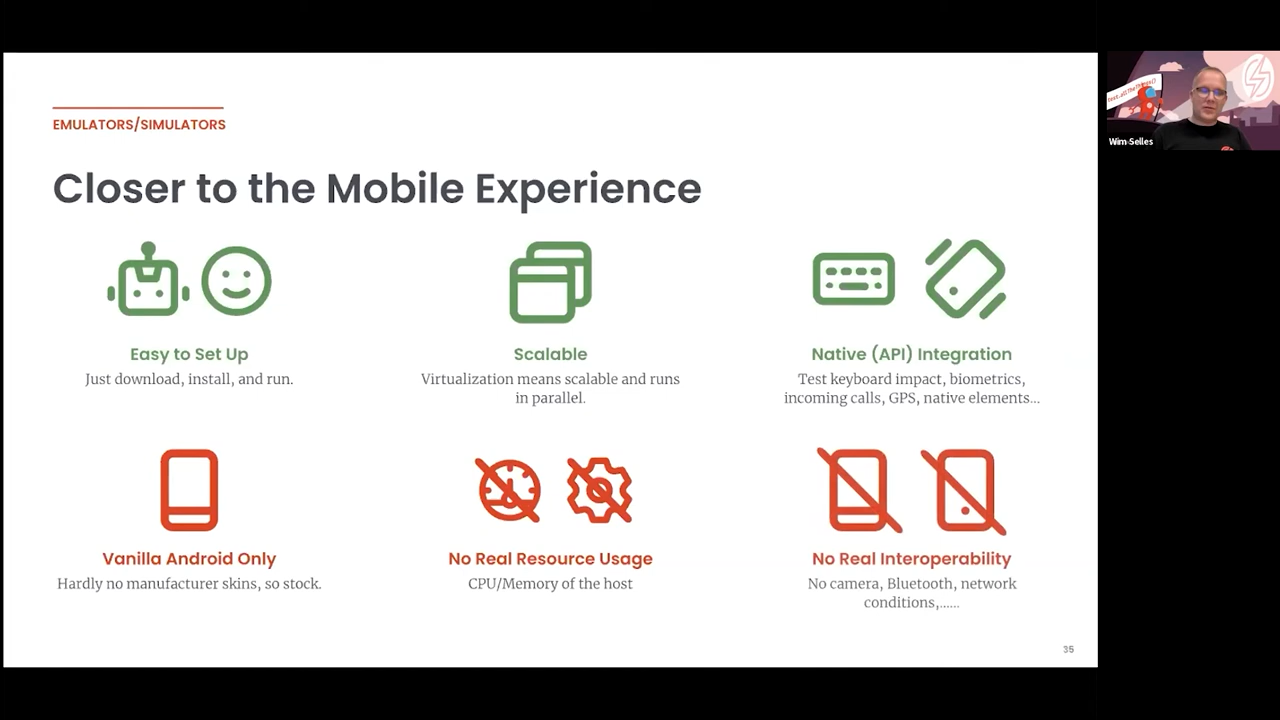 EMULATORS/SIMULATORS
Closer to the Mobile Experience
Easy to Set Up
Just download, install, and run.
Scalable
Virtualization means scalable and runs
in parallel.
Native (API) Integration
Test keyboard impact, biometrics,
incoming calls, GPS, native elements...
Vanilla Android Only
Hardly no manufacturer skins, so stock.
No Real Resource Usage
CPU/Memory of the host
No Real Interoperability
No camera, Bluetooth, network
conditions,......
35
Wim Selles